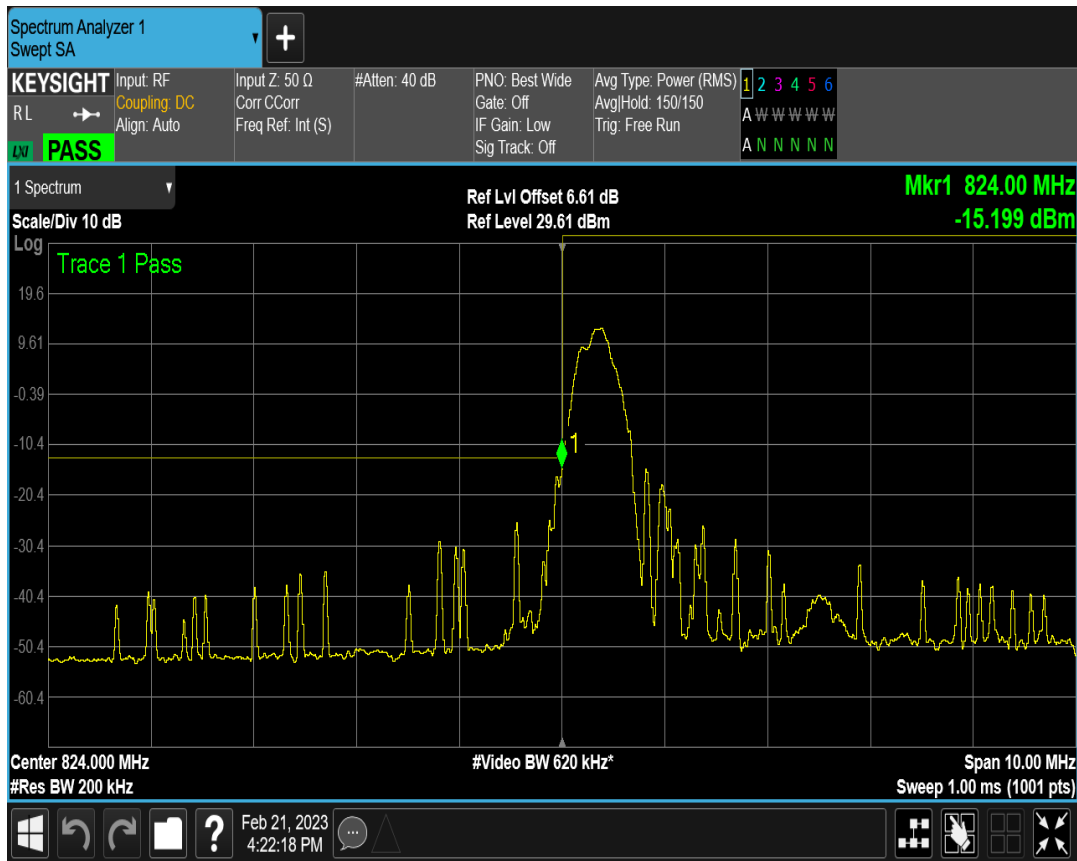 Spectrum Analyzer 1
Swept SA
+
KEYSIGHT Input: RF Input Z: 50 Ω #Atten: 40 dB PNO: Best Wide Avg Type: Power (RMS) 1 2 3 4 5 6
RL Coupling: DC Corr CCorr Gate: Off Avg|Hold: 150/150 A W W W W W
Align: Auto Freq Ref: Int (S) IF Gain: Low Trig: Free Run
LXI PASS Sig Track: Off A N N N N N
1 Spectrum Ref Lvl Offset 6.61 dB Mkr1 824.00 MHz
Scale/Div 10 dB Ref Level 29.61 dBm -15.199 dBm
Log
Trace 1 Pass
19.6
9.61
-0.39
-10.4
1
-20.4
-30.4
-40.4
-50.4
-60.4
Center 824.000 MHz #Video BW 620 kHz* Span 10.00 MHz
#Res BW 200 kHz Sweep 1.00 ms (1001 pts)
? Feb 21, 2023
4:22:18 PM